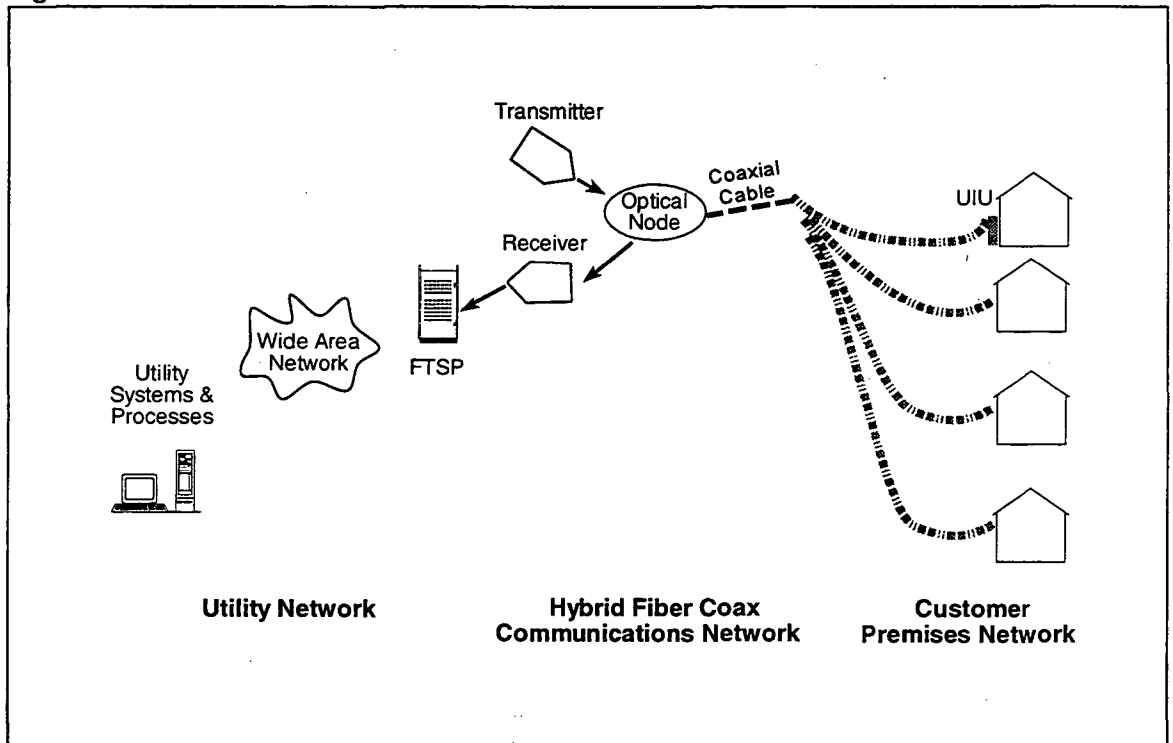 Transmitter
Coaxial
Cable
Optical
Node
UIU
Receiver
Wide Area
Network
FTSP
Utility
Systems &
Processes
Utility Network
Hybrid Fiber Coax
Communications Network
Customer
Premises Network